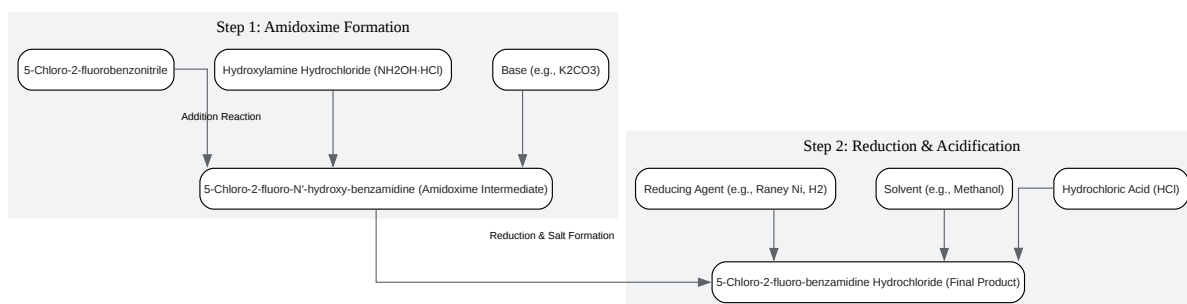 Step 1: Amidoxime Formation
5-Chloro-2-fluorobenzonitrile
Hydroxylamine Hydrochloride (NH2OH·HCl)
Base (e.g., K2CO3)
Addition Reaction
5-Chloro-2-fluoro-N'-hydroxy-benzamidine (Amidoxime Intermediate)
Reduction & Salt Formation
Step 2: Reduction & Acidification
Reducing Agent (e.g., Raney Ni, H2)
Solvent (e.g., Methanol)
Hydrochloric Acid (HCl)
5-Chloro-2-fluoro-benzamidine Hydrochloride (Final Product)